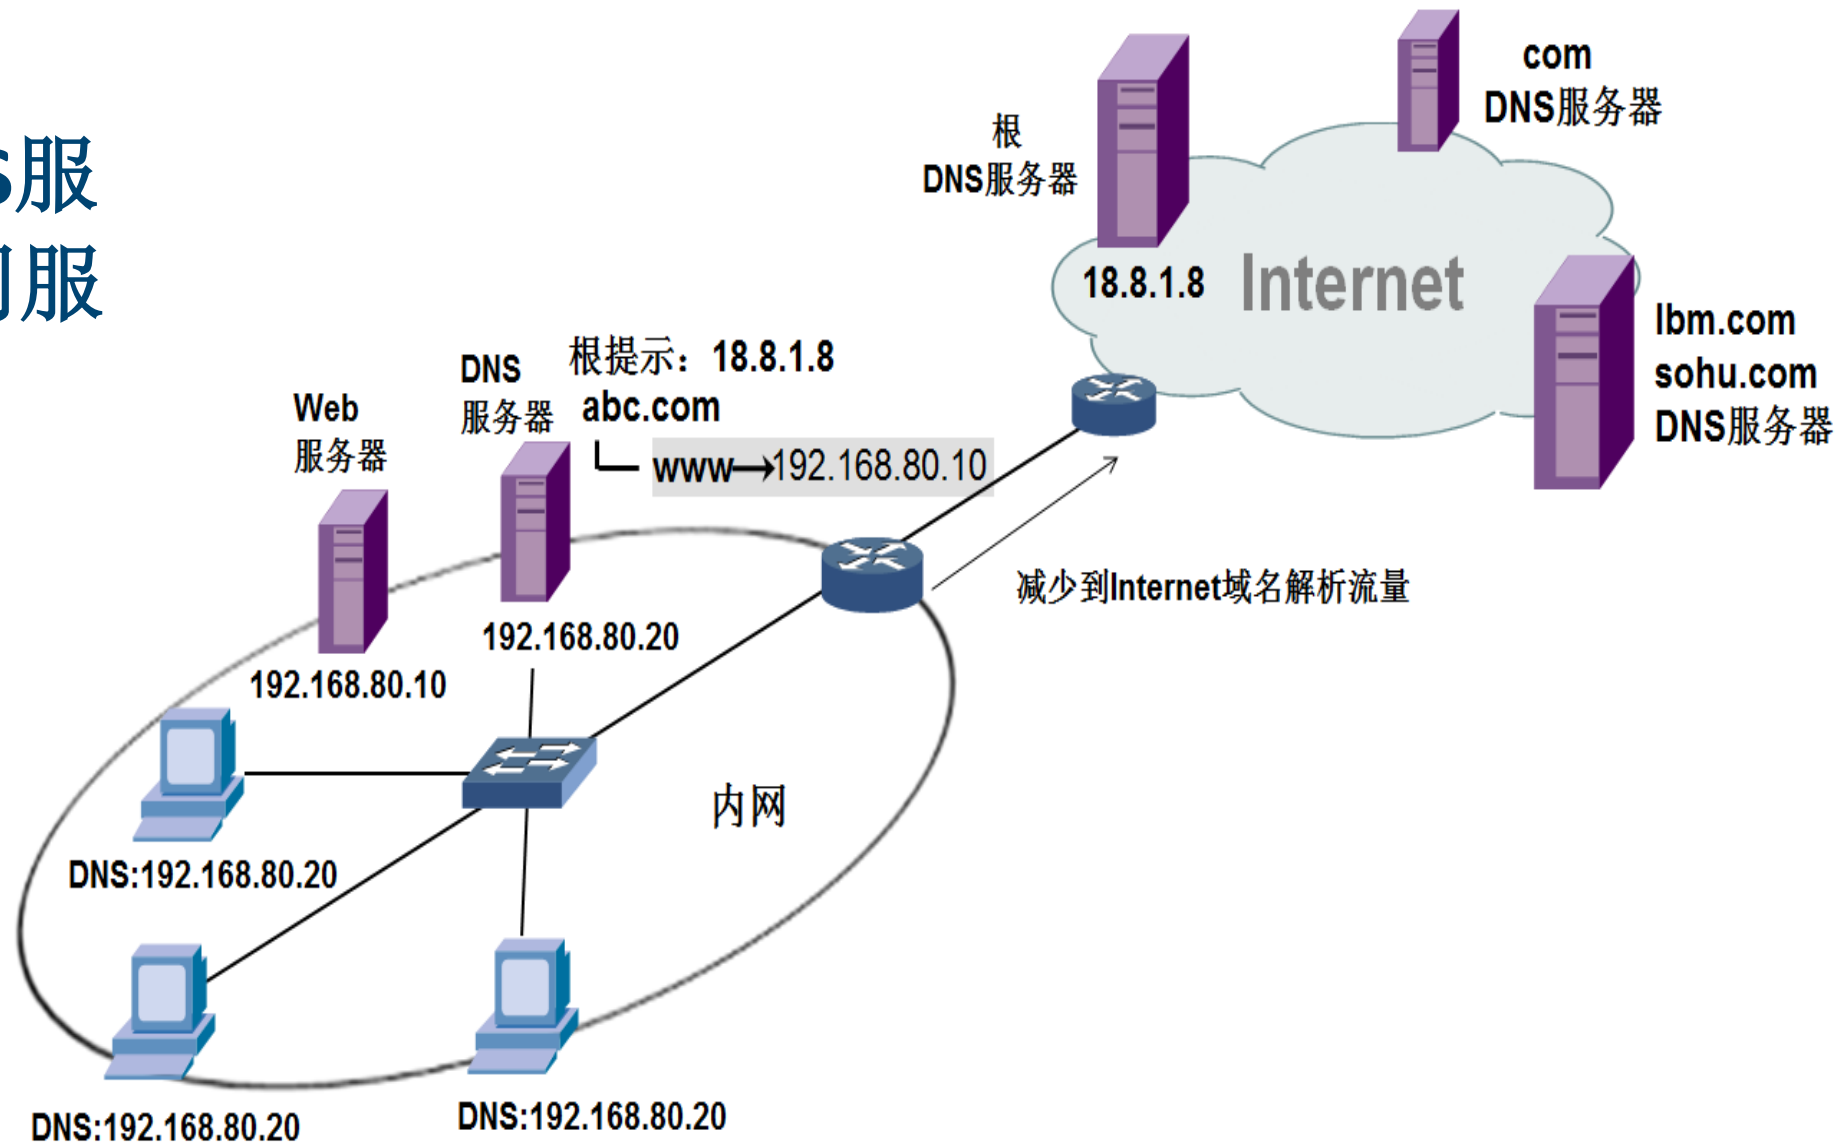 s服
服
com
DNS服务器
根
DNS服务器
18.8.1.8
Internet
lbm.com
sohu.com
DNS服务器
根提示：18.8.1.8
DNS
服务器
abc.com
www→192.168.80.10
Web
服务器
减少到Internet域名解析流量
192.168.80.20
192.168.80.10
内网
DNS:192.168.80.20
DNS:192.168.80.20
DNS:192.168.80.20